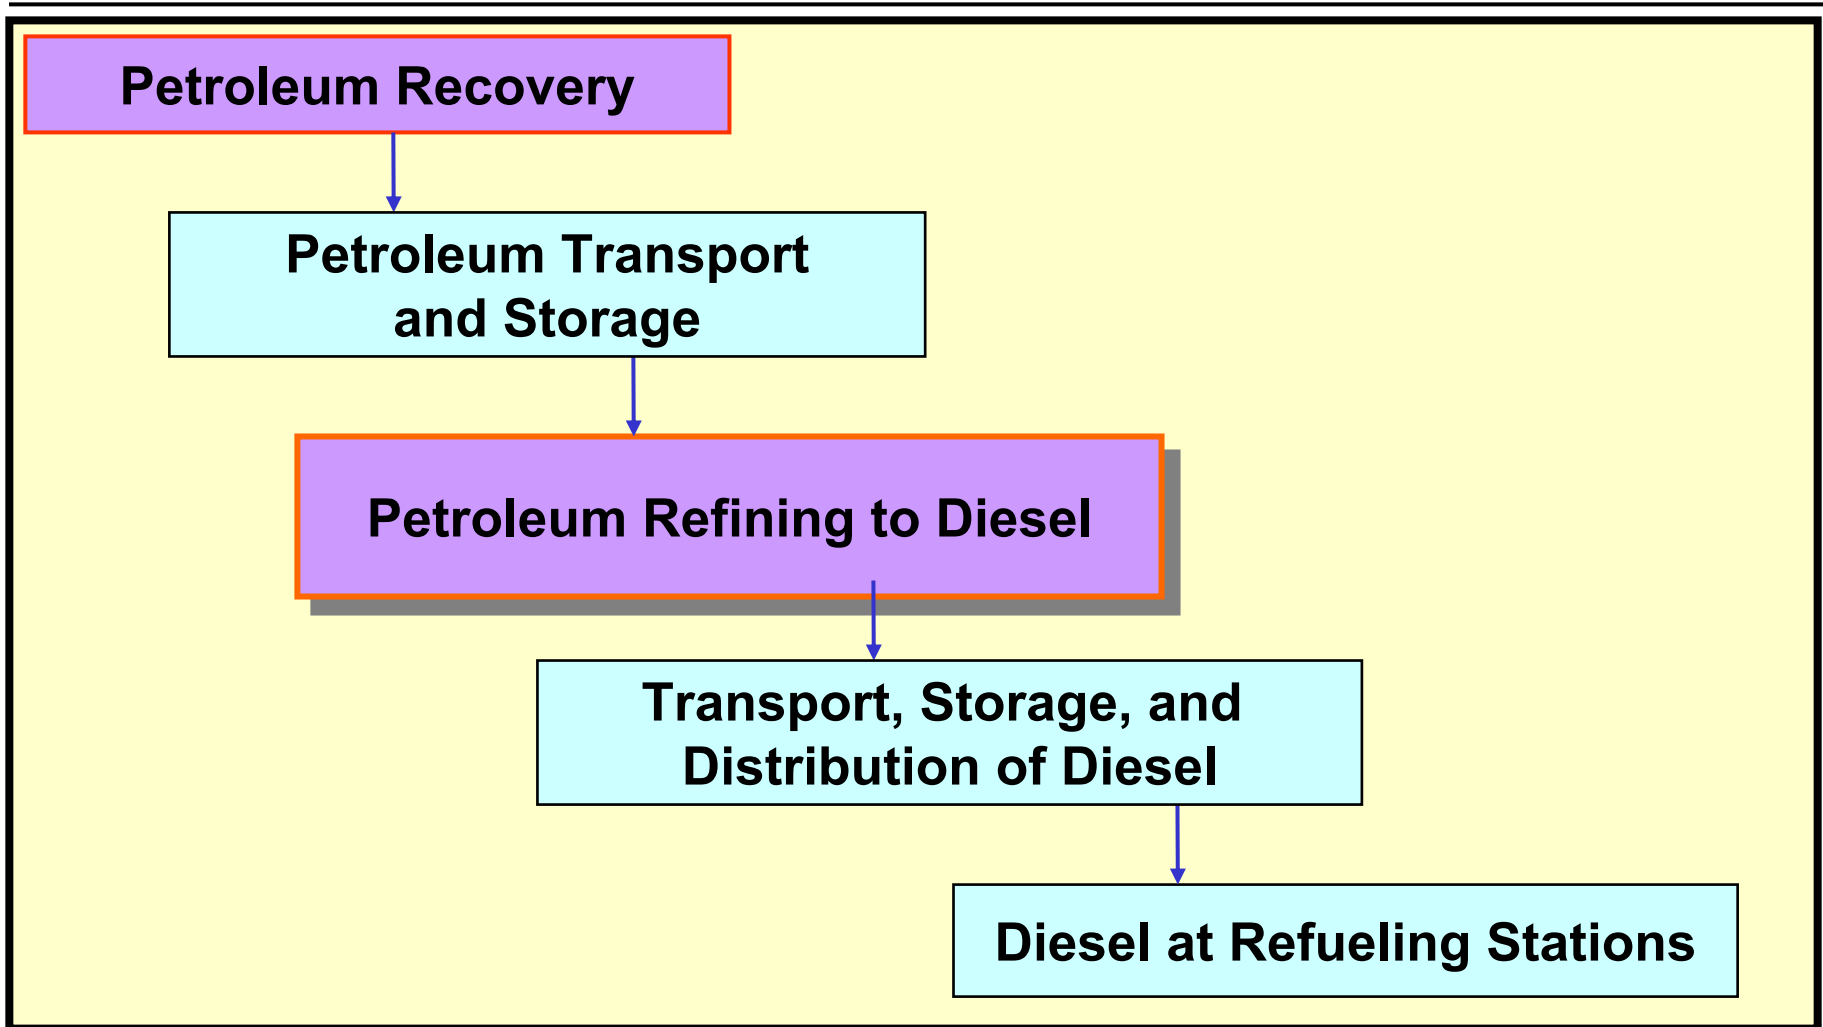 Petroleum Recovery
Petroleum Transport
and Storage
Petroleum Refining to Diesel
Transport, Storage, and
Distribution of Diesel
Diesel at Refueling Stations